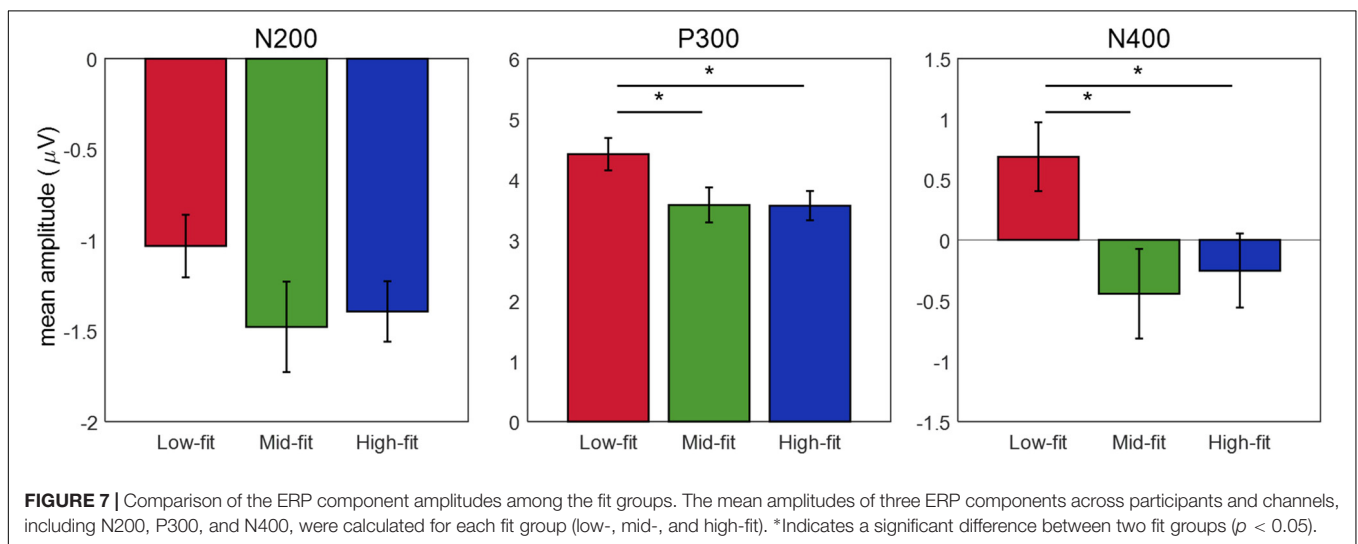 N200
P300
N400
mean amplitude (μV)
0
-0.5
-1
-1.5
-2
Low-fit Mid-fit High-fit
6
5
4
3
2
1
0
* 
*
Low-fit Mid-fit High-fit
1.5
1
0.5
0
-0.5
-1
-1.5
*
*
Low-fit Mid-fit High-fit
FIGURE 7 | Comparison of the ERP component amplitudes among the fit groups. The mean amplitudes of three ERP components across participants and channels,
including N200, P300, and N400, were calculated for each fit group (low-, mid-, and high-fit). *Indicates a significant difference between two fit groups (p < 0.05).